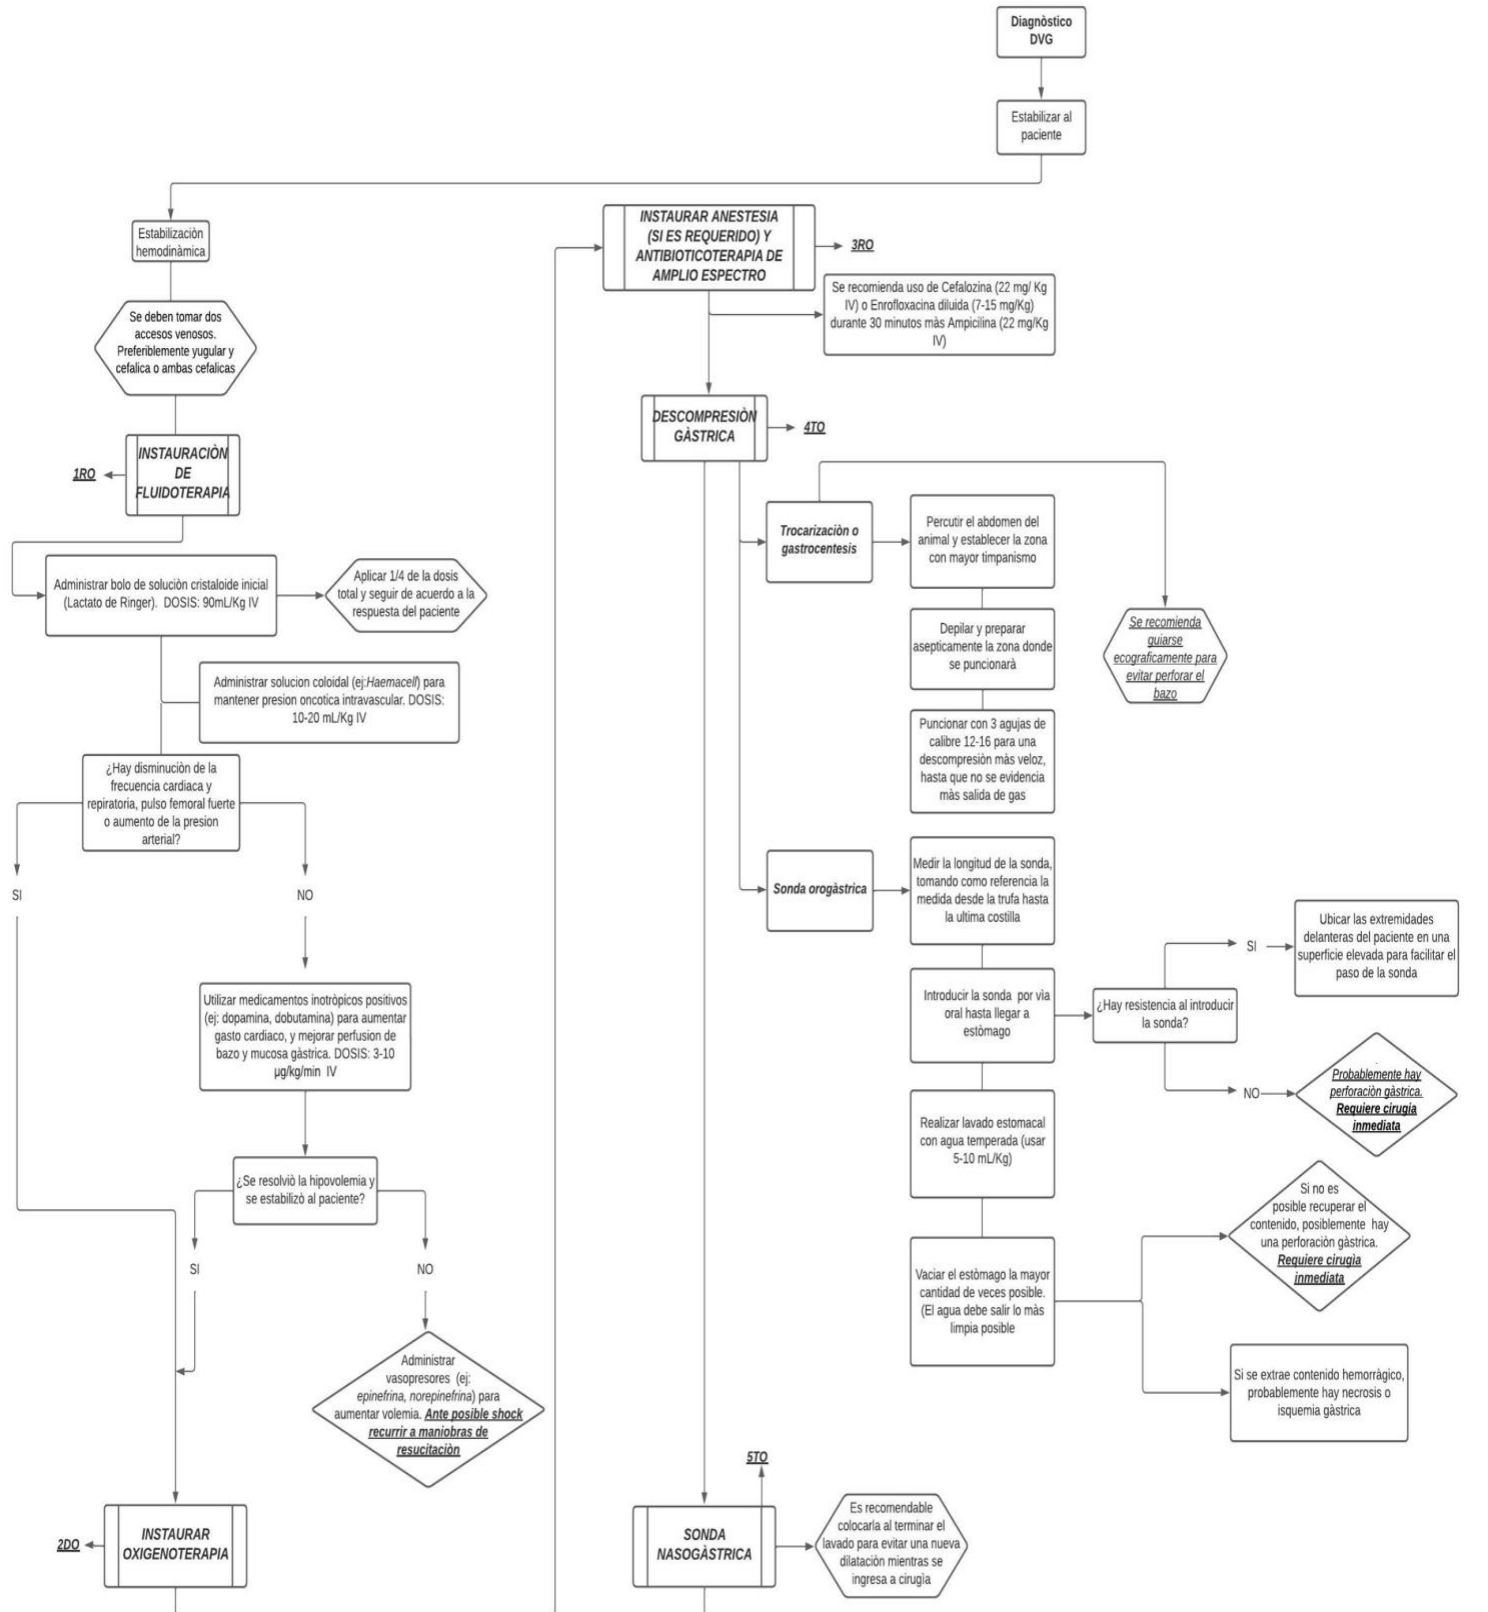 Diagnòstico
DVG
Estabilizar al
paciente
Estabilizaciòn
hemodinàmica
Se deben tomar dos
accesos venosos.
Preferiblemente yugular y
cefalica o ambas cefalicas
INSTAURACIÒN
DE
FLUIDOTERAPIA
1RO
Administrar bolo de soluciòn cristaloide inicial
(Lactato de Ringer). DOSIS: 90mL/Kg IV
Aplicar 1/4 de la dosis
total y seguir de acuerdo a la
respuesta del paciente
Administrar solucion coloidal (ej:Haemacell) para
mantener presion oncotica intravascular. DOSIS:
10-20 mL/Kg IV
¿Hay disminuciòn de la
frecuencia cardiaca y
repiratoria, pulso femoral fuerte
o aumento de la presion
arterial?
SI
NO
Utilizar medicamentos inotròpicos positivos
(ej: dopamina, dobutamina) para aumentar
gasto cardiaco, y mejorar perfusion de
bazo y mucosa gàstrica. DOSIS: 3-10
µg/kg/min IV
¿Se resolviò la hipovolemia y
se estabilizò al paciente?
SI
NO
Administrar
vasopresores (ej:
epinefrina, norepinefrina) para
aumentar volemia. Ante posible shock
recurrir a maniobras de
resucitaciòn
INSTAURAR
OXIGENOTERAPIA
2DO
INSTAURAR ANESTESIA
(SI ES REQUERIDO) Y
ANTIBIOTICOTERAPIA DE
AMPLIO ESPECTRO
3RO
Se recomienda uso de Cefalozina (22 mg/ Kg
IV) o Enrofloxacina diluida (7-15 mg/Kg)
durante 30 minutos màs Ampicilina (22 mg/Kg
IV)
DESCOMPRESIÒN
GÀSTRICA
4TO
Trocarizaciòn o
gastrocentesis
Percutir el abdomen del
animal y establecer la zona
con mayor timpanismo
Depilar y preparar
asepticamente la zona donde
se puncionarà
Puncionar con 3 agujas de
calibre 12-16 para una
descompresiòn màs veloz,
hasta que no se evidencia
màs salida de gas
Se recomienda
guiarse
ecograficamente para
evitar perforar el
bazo
Sonda orogàstrica
Medir la longitud de la sonda,
tomando como referencia la
medida desde la trufa hasta
la ultima costilla
Introducir la sonda por vìa
oral hasta llegar a
estòmago
¿Hay resistencia al introducir
la sonda?
SI
Ubicar las extremidades
delanteras del paciente en una
superficie elevada para facilitar el
paso de la sonda
NO
Probablemente hay
perforaciòn gàstrica.
Requiere cirugìa
inmediata
Realizar lavado estomacal
con agua temperada (usar
5-10 mL/Kg)
Vaciar el estòmago la mayor
cantidad de veces posible.
(El agua debe salir lo màs
limpia posible
Si no es
posible recuperar el
contenido, posiblemente hay
una perforaciòn gàstrica.
Requiere cirugìa
inmediata
Si se extrae contenido hemorràgico,
probablemente hay necrosis o
isquemia gàstrica
5TO
SONDA
NASOGÀSTRICA
Es recomendable
colocarla al terminar el
lavado para evitar una nueva
dilataciòn mientras se
ingresa a cirugìa